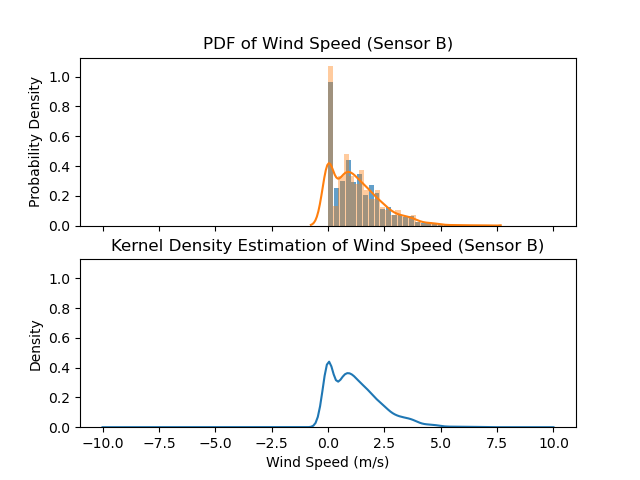 PDF of Wind Speed (Sensor B)
1.0
0.8
0.6
0.4
0.2
0.0
Probability Density
Kernel Density Estimation of Wind Speed (Sensor B)
1.0
0.8
0.6
0.4
0.2
0.0
Density
−10.0 −7.5 −5.0 −2.5 0.0 2.5 5.0 7.5 10.0
Wind Speed (m/s)